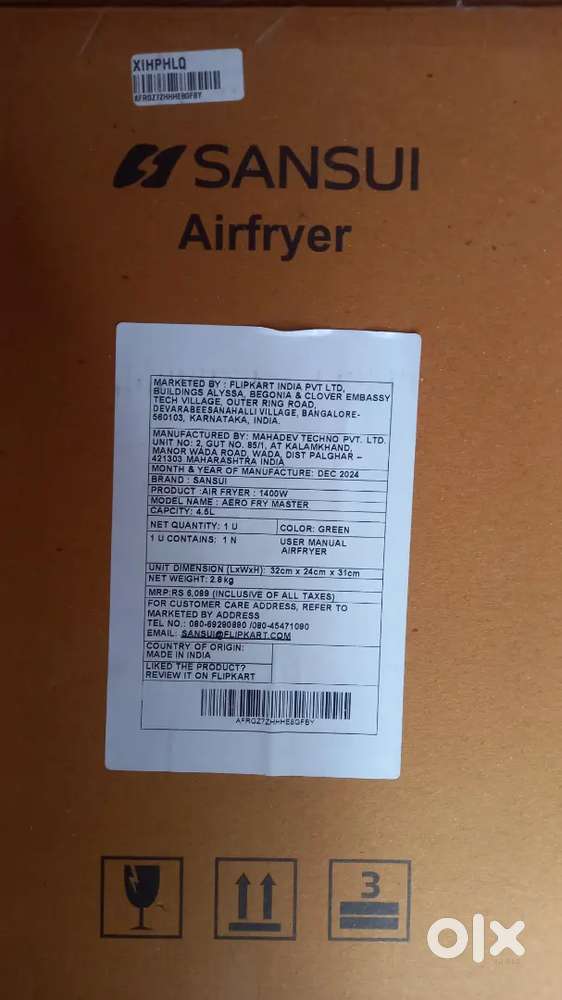 XIHPHLQ
AFRGZ7ZHHHE8GFBY
SANSUI
Airfryer
MARKETED BY : FLIPKART INDIA PVT LTD,
BUILDINGS ALYSSA, BEGONIA & CLOVER EMBASSY
TECH VILLAGE, OUTER RING ROAD,
DEVARABEESANAHALLI VILLAGE, BANGALORE-
560103, KARNATAKA, INDIA.
MANUFACTURED BY: MAHADEV TECHNO PVT. LTD.
UNIT NO: 2, GUT NO. 85/1, AT KALAMKHAND,
MANOR WADA ROAD, WADA, DIST PALGHAR –
421303 MAHARASHTRA INDIA
MONTH & YEAR OF MANUFACTURE: DEC 2024
BRAND : SANSUI
PRODUCT :AIR FRYER : 1400W
MODEL NAME : AERO FRY MASTER
CAPCITY: 4.5L
NET QUANTITY: 1 U COLOR: GREEN
1 U CONTAINS: 1 N USER MANUAL
AIRFRYER
UNIT DIMENSION (LxWxH): 32cm x 24cm x 31cm
NET WEIGHT: 2.8 kg
MRP:RS 6,099 (INCLUSIVE OF ALL TAXES)
FOR CUSTOMER CARE ADDRESS, REFER TO
MARKETED BY ADDRESS
TEL NO.: 080-69290890 /080-45471090
EMAIL: SANSUI@FLIPKART.COM
COUNTRY OF ORIGIN:
MADE IN INDIA
LIKED THE PRODUCT?
REVIEW IT ON FLIPKART
AFRGZ7ZHHHE8GFBY
3
olx